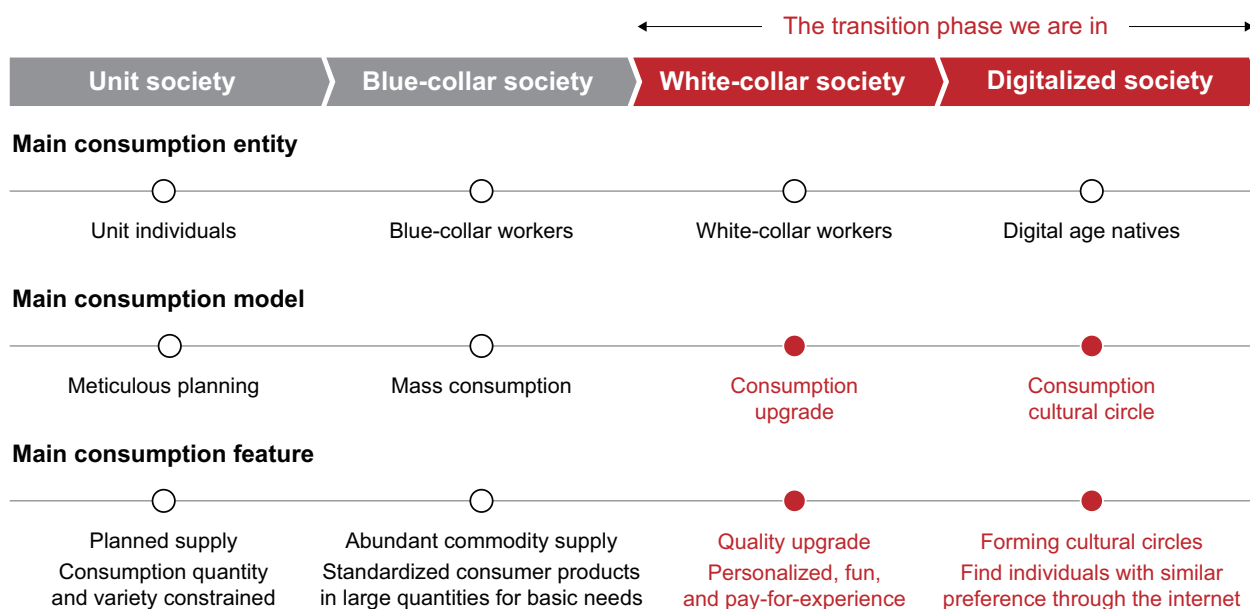 The transition phase we are in
Unit society
Blue-collar society
White-collar society
Digitalized society
Main consumption entity
Unit individuals
Blue-collar workers
White-collar workers
Digital age natives
Main consumption model
Meticulous planning
Mass consumption
Consumption
upgrade
Consumption
cultural circle
Main consumption feature
Planned supply
Consumption quantity
and variety constrained
Abundant commodity supply
Standardized consumer products
in large quantities for basic needs
Quality upgrade
Personalized, fun,
and pay-for-experience
Forming cultural circles
Find individuals with similar
preference through the internet